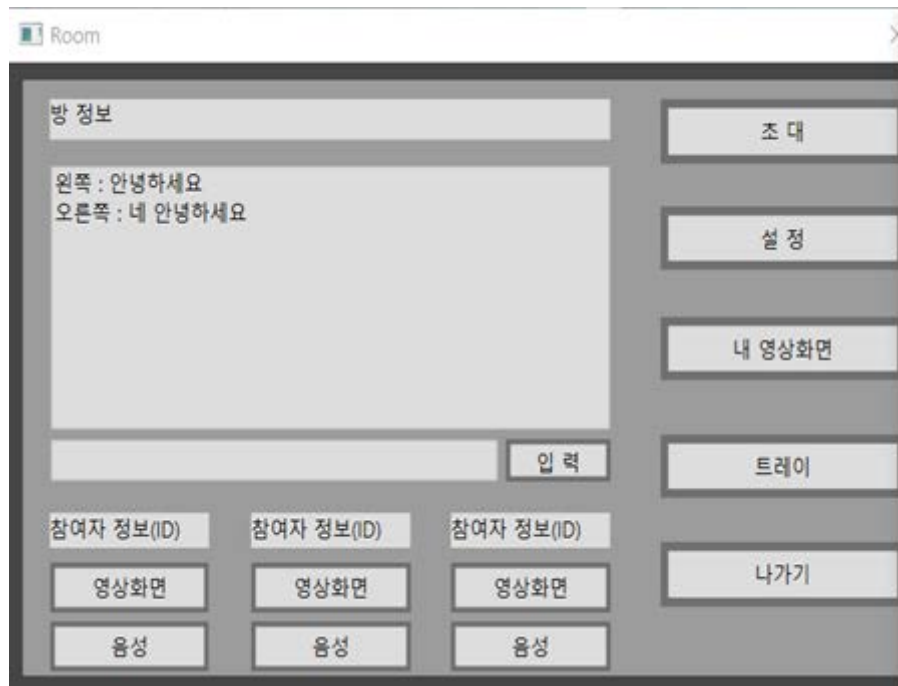 Room
방 정보
초 대
왼쪽 : 안녕하세요
오른쪽 : 네 안녕하세요
설 정
내 영상화면
입 력
트레이
참여자 정보(ID)
참여자 정보(ID)
참여자 정보(ID)
영상화면
영상화면
영상화면
나가기
음성
음성
음성